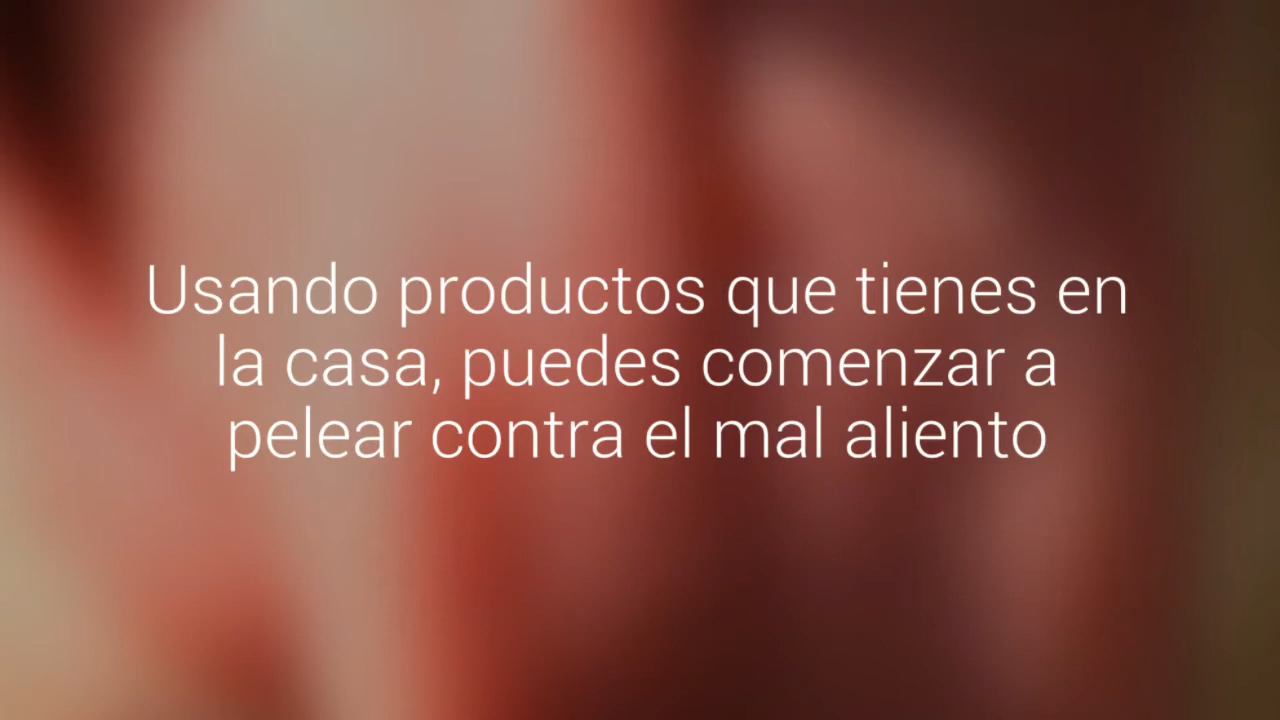 Usando productos que tienes en
la casa, puedes comenzar a
pelear contra el mal aliento